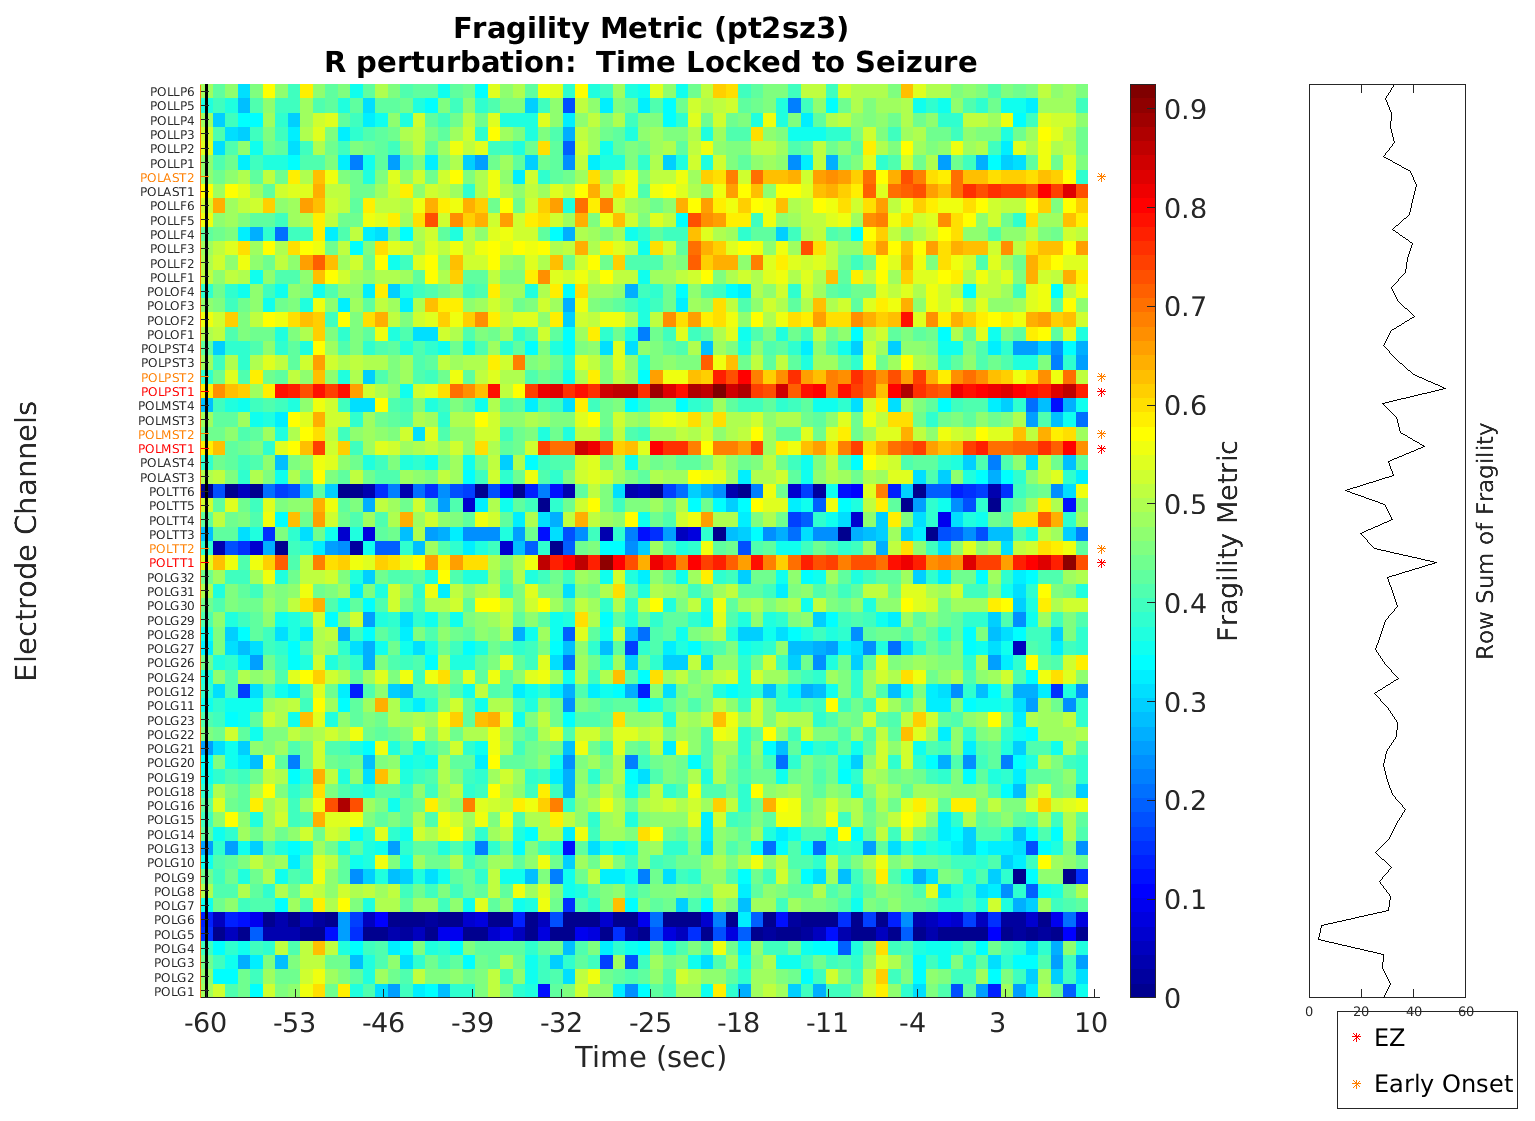 Fragility Metric (pt2sz3)
R perturbation: Time Locked to Seizure
Electrode Channels
POLLP6
POLLP5
POLLP4
POLLP3
POLLP2
POLLP1
POLAST2
POLAST1
POLLF6
POLLF5
POLLF4
POLLF3
POLLF2
POLLF1
POLOF4
POLOF3
POLOF2
POLOF1
POLPST4
POLPST3
POLPST2
POLPST1
POLMST4
POLMST3
POLMST2
POLMST1
POLAST4
POLAST3
POLTT6
POLTT5
POLTT4
POLTT3
POLTT2
POLTT1
POLG32
POLG31
POLG30
POLG29
POLG28
POLG27
POLG26
POLG24
POLG12
POLG11
POLG23
POLG22
POLG21
POLG20
POLG19
POLG18
POLG16
POLG15
POLG14
POLG13
POLG10
POLG9
POLG8
POLG7
POLG6
POLG5
POLG4
POLG3
POLG2
POLG1
-60 -53 -46 -39 -32 -25 -18 -11 -4 3 10
Time (sec)
0.9
0.8
0.7
0.6
0.5
0.4
0.3
0.2
0.1
0
Fragility Metric
0 20 40 60
Row Sum of Fragility
EZ
Early Onset